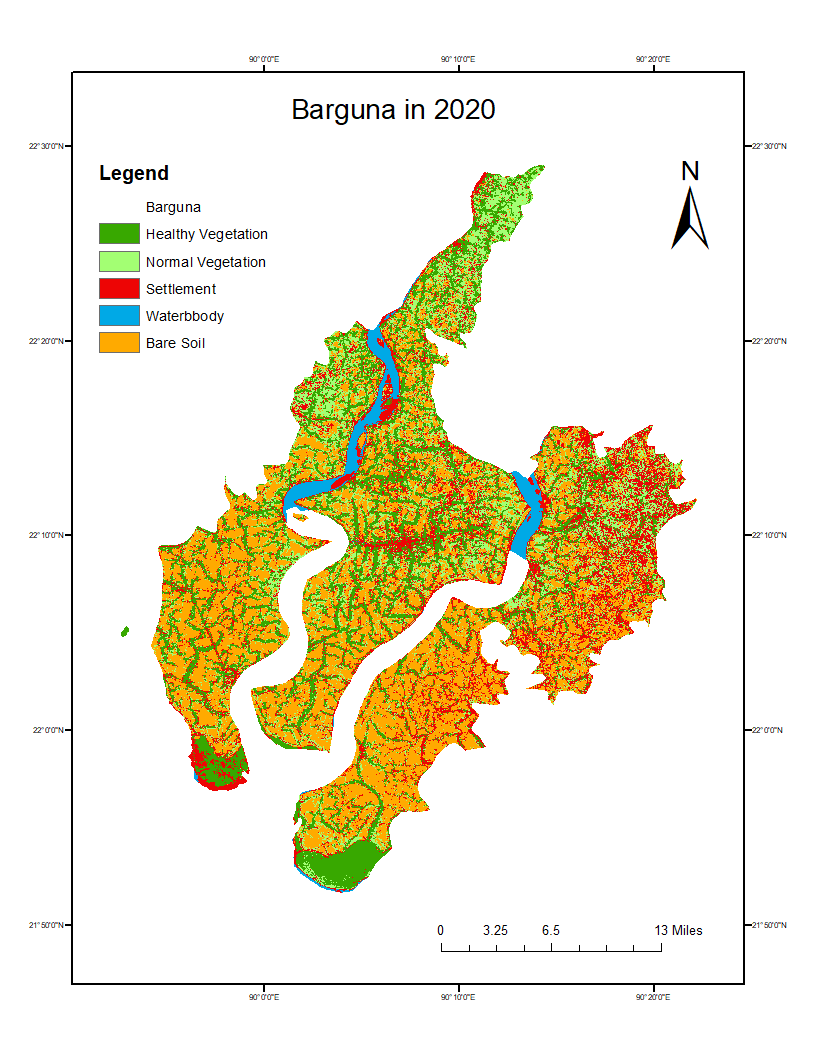 90°0'0"E 90°10'0"E 90°20'0"E
Barguna in 2020
22°30'0"N 22°30'0"N
N
Legend
Barguna
Healthy Vegetation
Normal Vegetation
Settlement
Waterbbody
Bare Soil
22°20'0"N 22°20'0"N
22°10'0"N 22°10'0"N
22°0'0"N 22°0'0"N
21°50'0"N 21°50'0"N
0 3.25 6.5 13 Miles
90°0'0"E 90°10'0"E 90°20'0"E